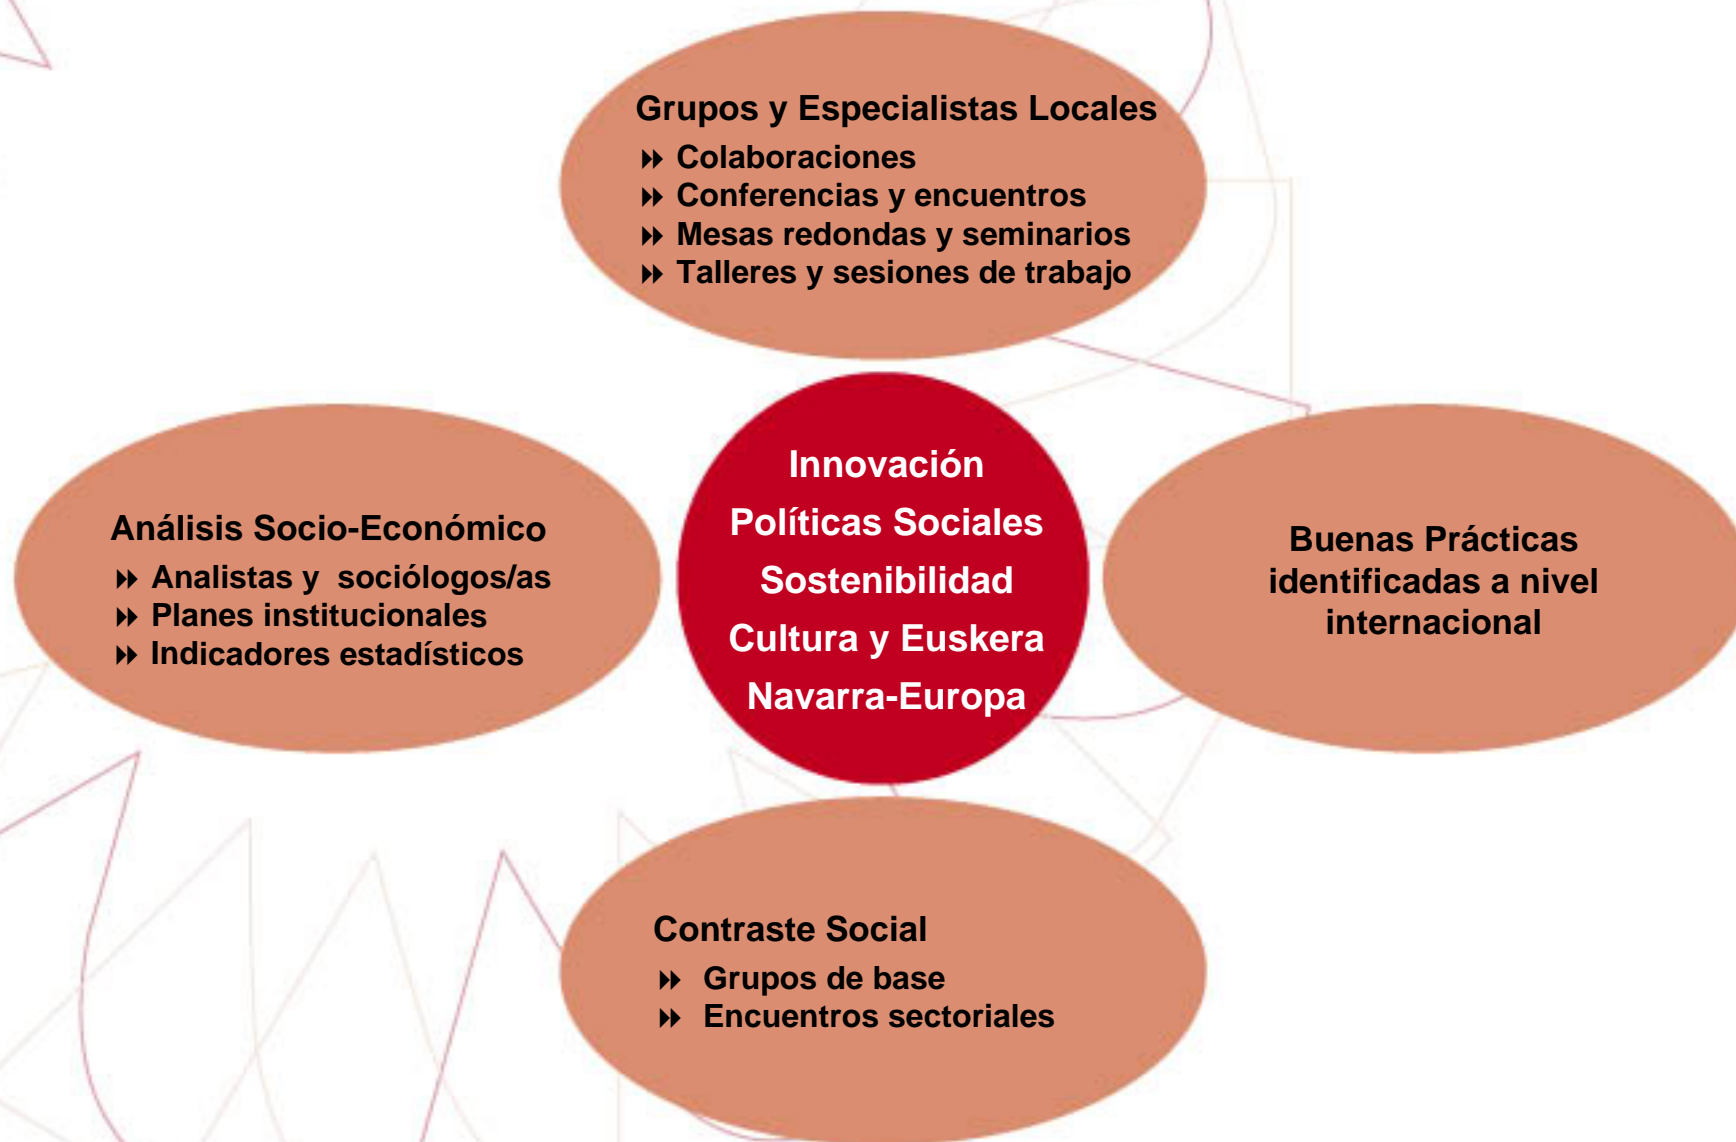 Grupos y Especialistas Locales
Colaboraciones
Conferencias y encuentros
Mesas redondas y seminarios
Talleres y sesiones de trabajo
Análisis Socio-Económico
Analistas y sociólogos/as
Planes institucionales
Indicadores estadísticos
Innovación
Políticas Sociales
Sostenibilidad
Cultura y Euskera
Navarra-Europa
Buenas Prácticas
identificadas a nivel
internacional
Contraste Social
Grupos de base
Encuentros sectoriales